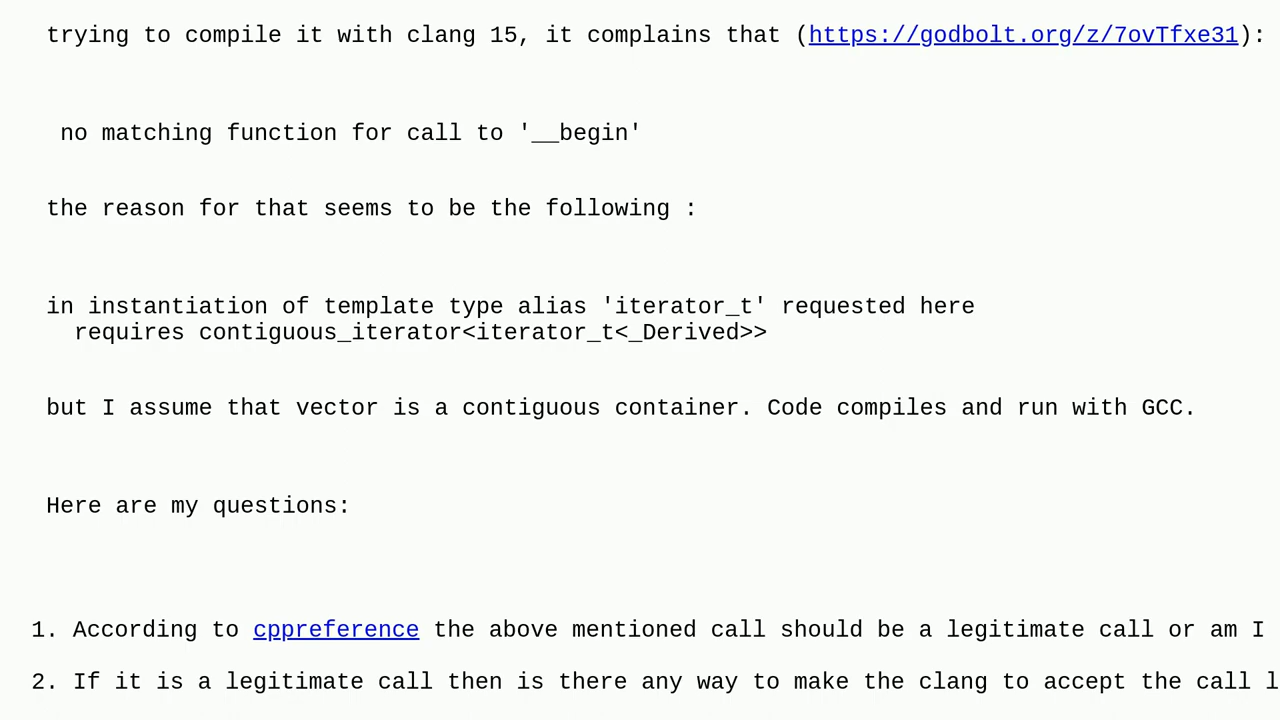 trying to compile it with clang 15, it complains that (https://godbolt.org/z/7ovTfxe31):
no matching function for call to '__begin'
the reason for that seems to be the following :
in instantiation of template type alias 'iterator_t' requested here
requires contiguous_iterator<iterator_t<_Derived>>
but I assume that vector is a contiguous container. Code compiles and run with GCC.
Here are my questions:
1. According to cppreference the above mentioned call should be a legitimate call or am I
2. If it is a legitimate call then is there any way to make the clang to accept the call